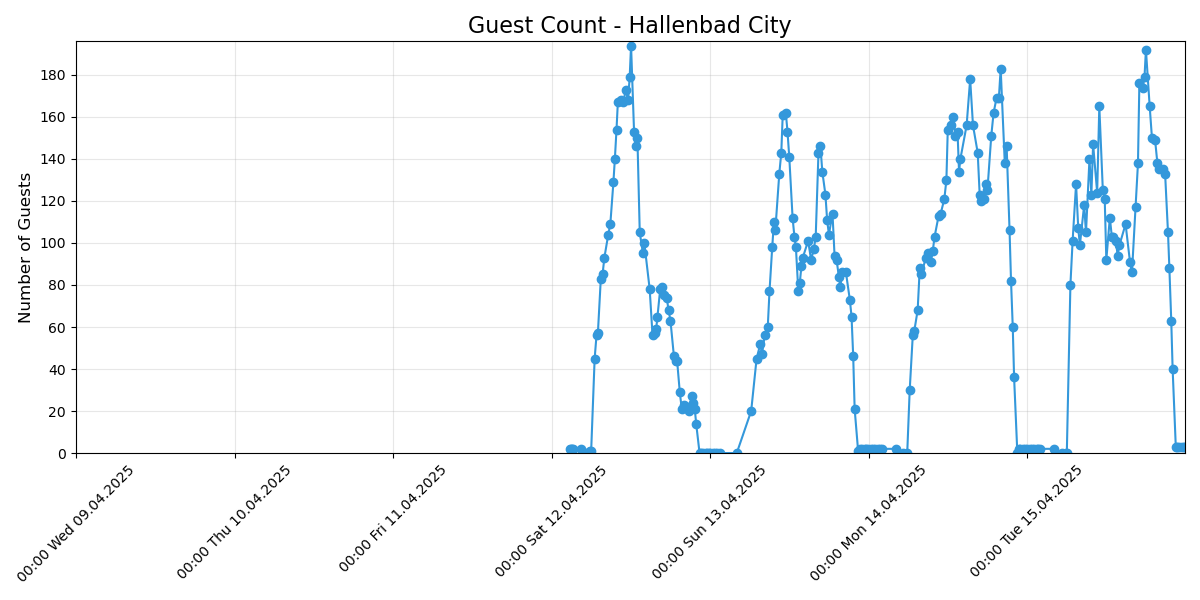 Guest Count - Hallenbad City
Number of Guests
180
160
140
120
100
80
60
40
20
0
00:00 Wed 09.04.2025
00:00 Thu 10.04.2025
00:00 Fri 11.04.2025
00:00 Sat 12.04.2025
00:00 Sun 13.04.2025
00:00 Mon 14.04.2025
00:00 Tue 15.04.2025